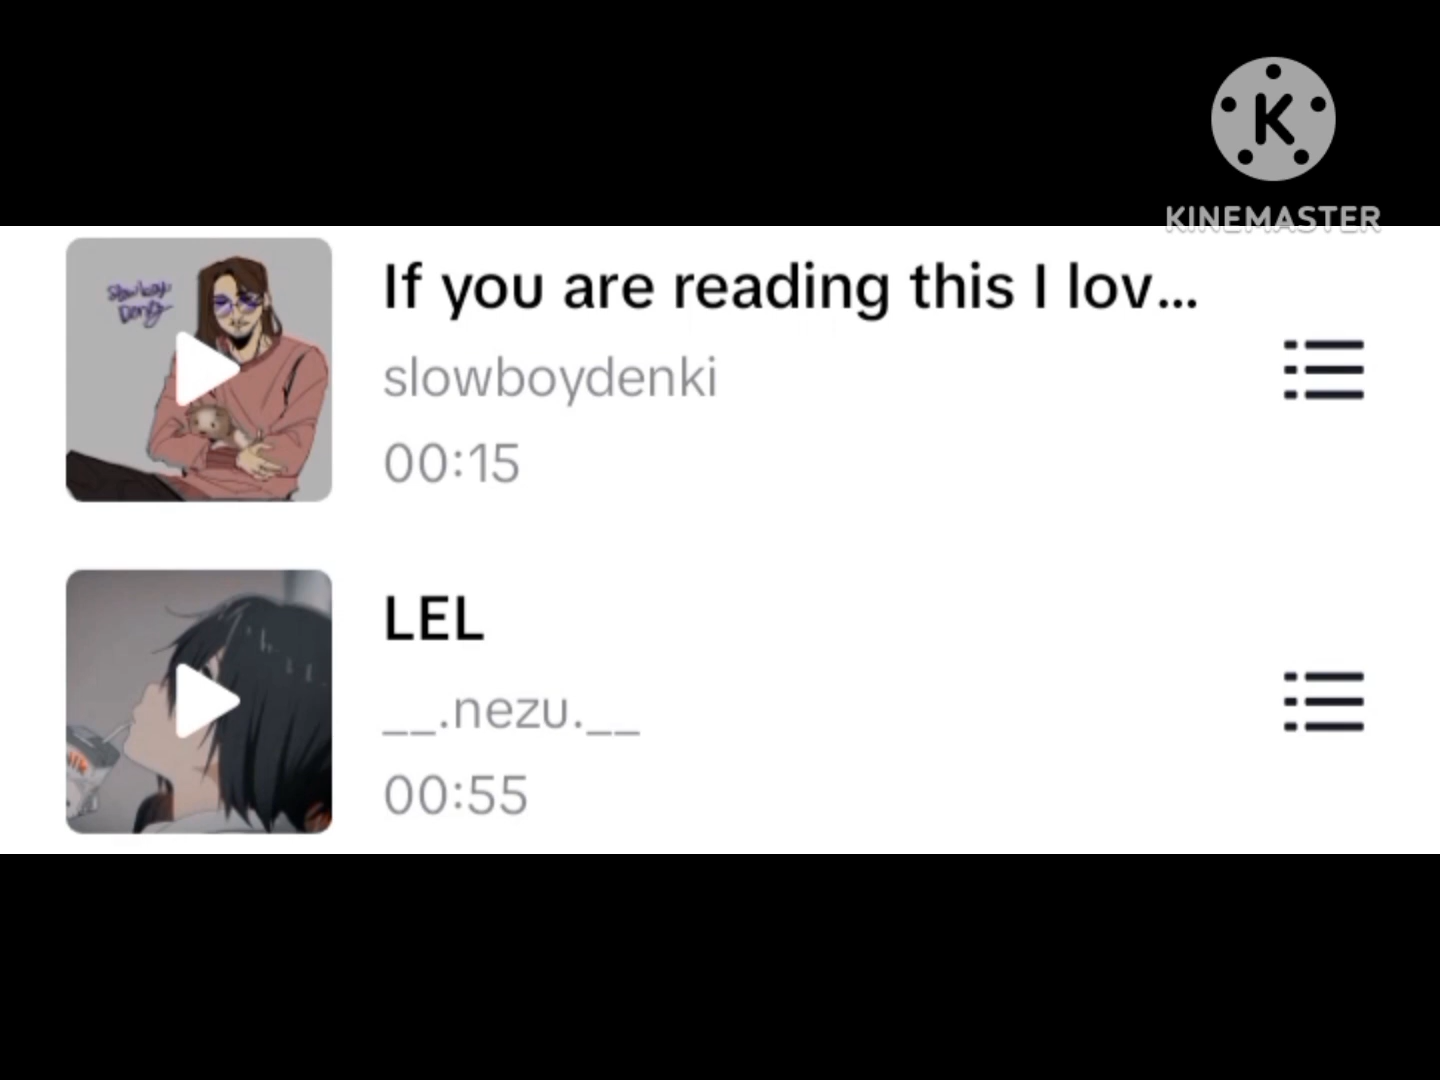 K
KINEMASTER
If you are reading this I lov...
slowboydenki
00:15
LEL
__.nezu.__
00:55